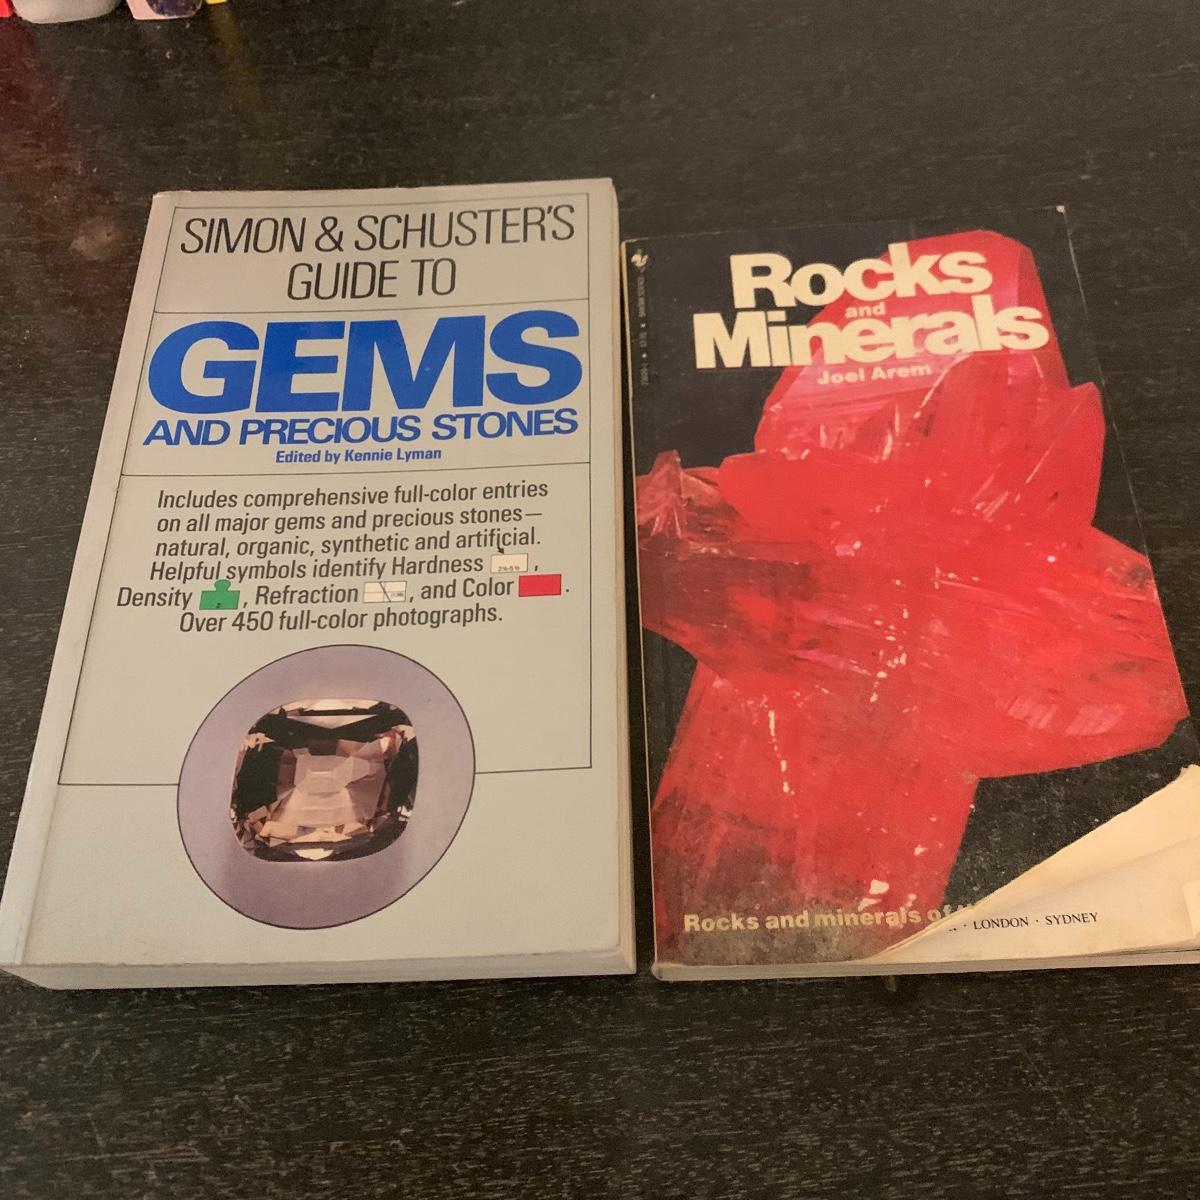 SIMON & SCHUSTER'S
GUIDE TO
GEMS
AND PRECIOUS STONES
Edited by Kennie Lyman
Includes comprehensive full-color entries
on all major gems and precious stones—
natural, organic, synthetic and artificial.
Helpful symbols identify Hardness ,
Density , Refraction , and Color .
Over 450 full-color photographs.
Rocks
and
Minerals
Joel Arem
Rocks and minerals of
· LONDON · SYDNEY